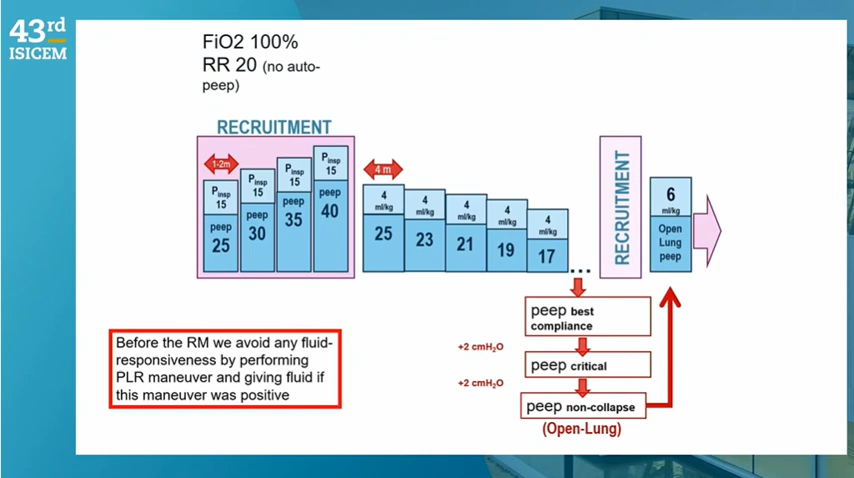 43rd
ISICEM
FiO2 100%
RR 20 (no auto-
peep)
RECRUITMENT
1-2m
Pinsp
15
peep
25
Pinsp
15
peep
30
Pinsp
15
peep
35
Pinsp
15
peep
40
4 m
4
ml/kg
25
4
ml/kg
23
4
ml/kg
21
4
ml/kg
19
4
ml/kg
17
...
RECRUITMENT
6
ml/kg
Open
Lung
peep
peep best
compliance
+2 cmH2O
peep critical
+2 cmH2O
peep non-collapse
(Open-Lung)
Before the RM we avoid any fluid-
responsiveness by performing
PLR maneuver and giving fluid if
this maneuver was positive